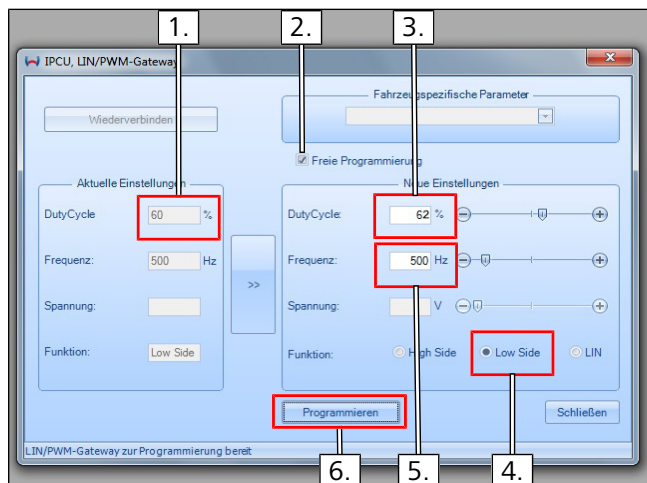 1. 2. 3.
IPCU, LIN/PWM-Gateway
Fahrzeugspezifische Parameter
Wiederverbinden
Freie Programmierung
Aktuelle Einstellungen
Neue Einstellungen
DutyCycle 60 %
DutyCycle: 62 %
Frequenz: 500 Hz
Frequenz: 500 Hz
>>
Spannung:
Spannung: V
Funktion: Low Side
Funktion: High Side Low Side LIN
Programmieren
Schließen
LIN/PWM-Gateway zur Programmierung bereit
6. 5. 4.